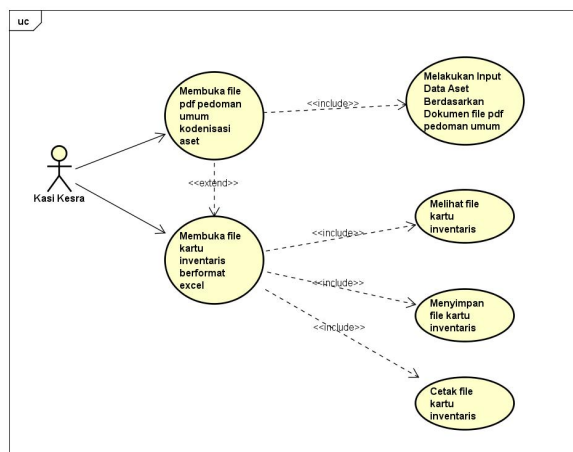 uc
Membuka file
pdf pedoman
umum
kodenisasi
aset
<<include>>
Melakukan Input
Data Aset
Berdasarkan
Dokumen file pdf
pedoman umum
Kasi Kesra
<<extend>>
Membuka file
kartu
inventaris
berformat
excel
<<include>>
Melihat file
kartu
inventaris
<<include>>
Menyimpan
file kartu
inventaris
<<include>>
Cetak file
kartu
inventaris